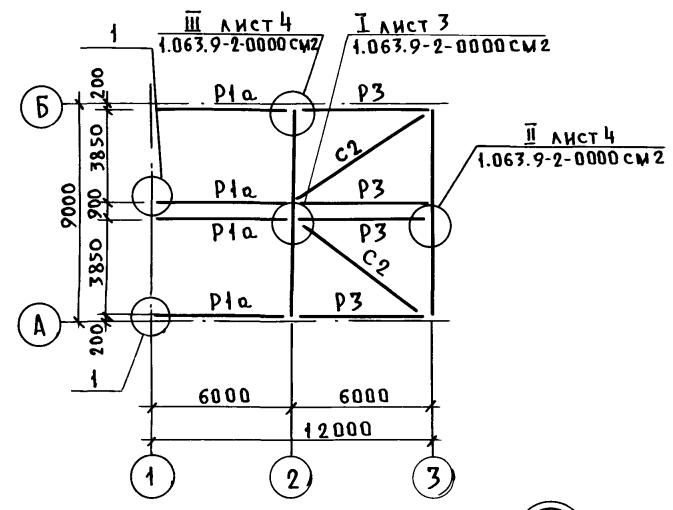 1
III лист 4
1.063.9-2-0000 СМ2
I лист 3
1.063.9-2-0000 СМ2
II лист 4
1.063.9-2-0000 СМ2
Б
200
Р1а
Р3
3850
С2
9000
Р1а
Р3
900
Р1а
Р3
3850
С2
Р1а
Р3
А
200
1
6000
6000
12000
1
2
3